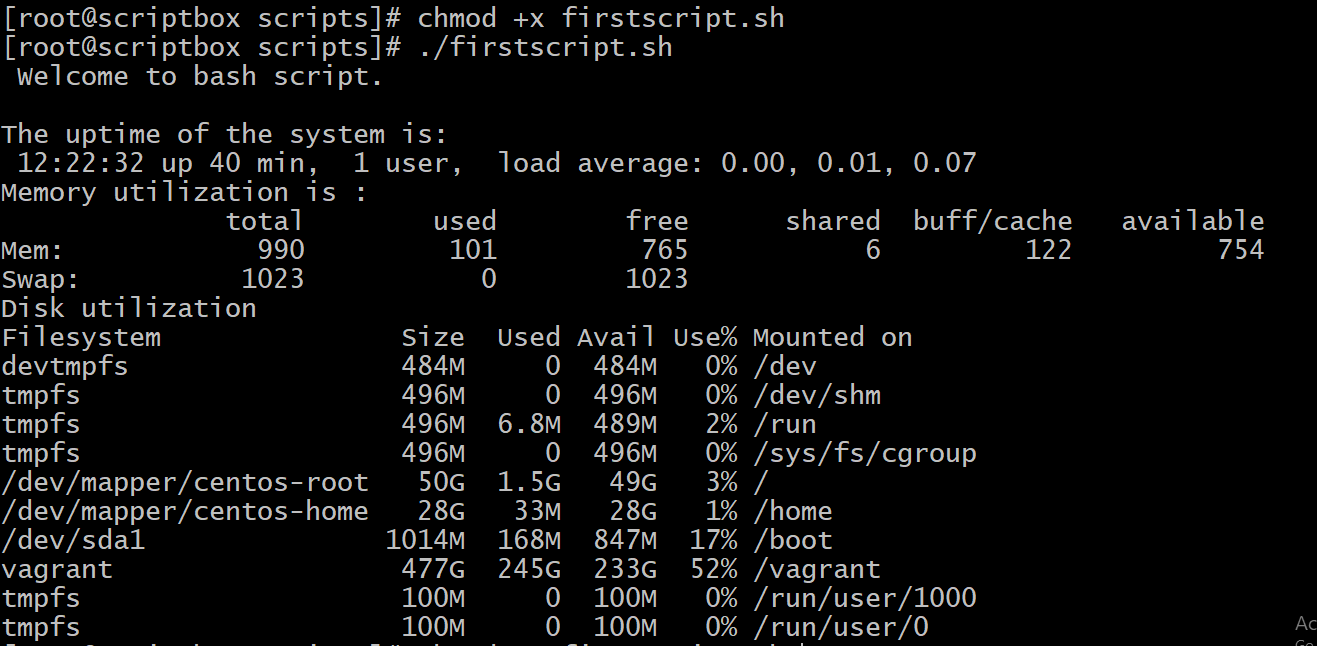 [root@scriptbox scripts]# chmod +x firstscript.sh
[root@scriptbox scripts]# ./firstscript.sh
 Welcome to bash script.

The uptime of the system is:
 12:22:32 up 40 min,  1 user,  load average: 0.00, 0.01, 0.07
Memory utilization is :
              total        used        free      shared  buff/cache   available
Mem:            990         101         765           6         122         754
Swap:          1023           0        1023
Disk utilization
Filesystem               Size  Used Avail Use% Mounted on
devtmpfs                 484M     0  484M   0% /dev
tmpfs                    496M     0  496M   0% /dev/shm
tmpfs                    496M  6.8M  489M   2% /run
tmpfs                    496M     0  496M   0% /sys/fs/cgroup
/dev/mapper/centos-root   50G  1.5G   49G   3% /
/dev/mapper/centos-home   28G   33M   28G   1% /home
/dev/sda1               1014M  168M  847M  17% /boot
vagrant                  477G  245G  233G  52% /vagrant
tmpfs                    100M     0  100M   0% /run/user/1000
tmpfs                    100M     0  100M   0% /run/user/0